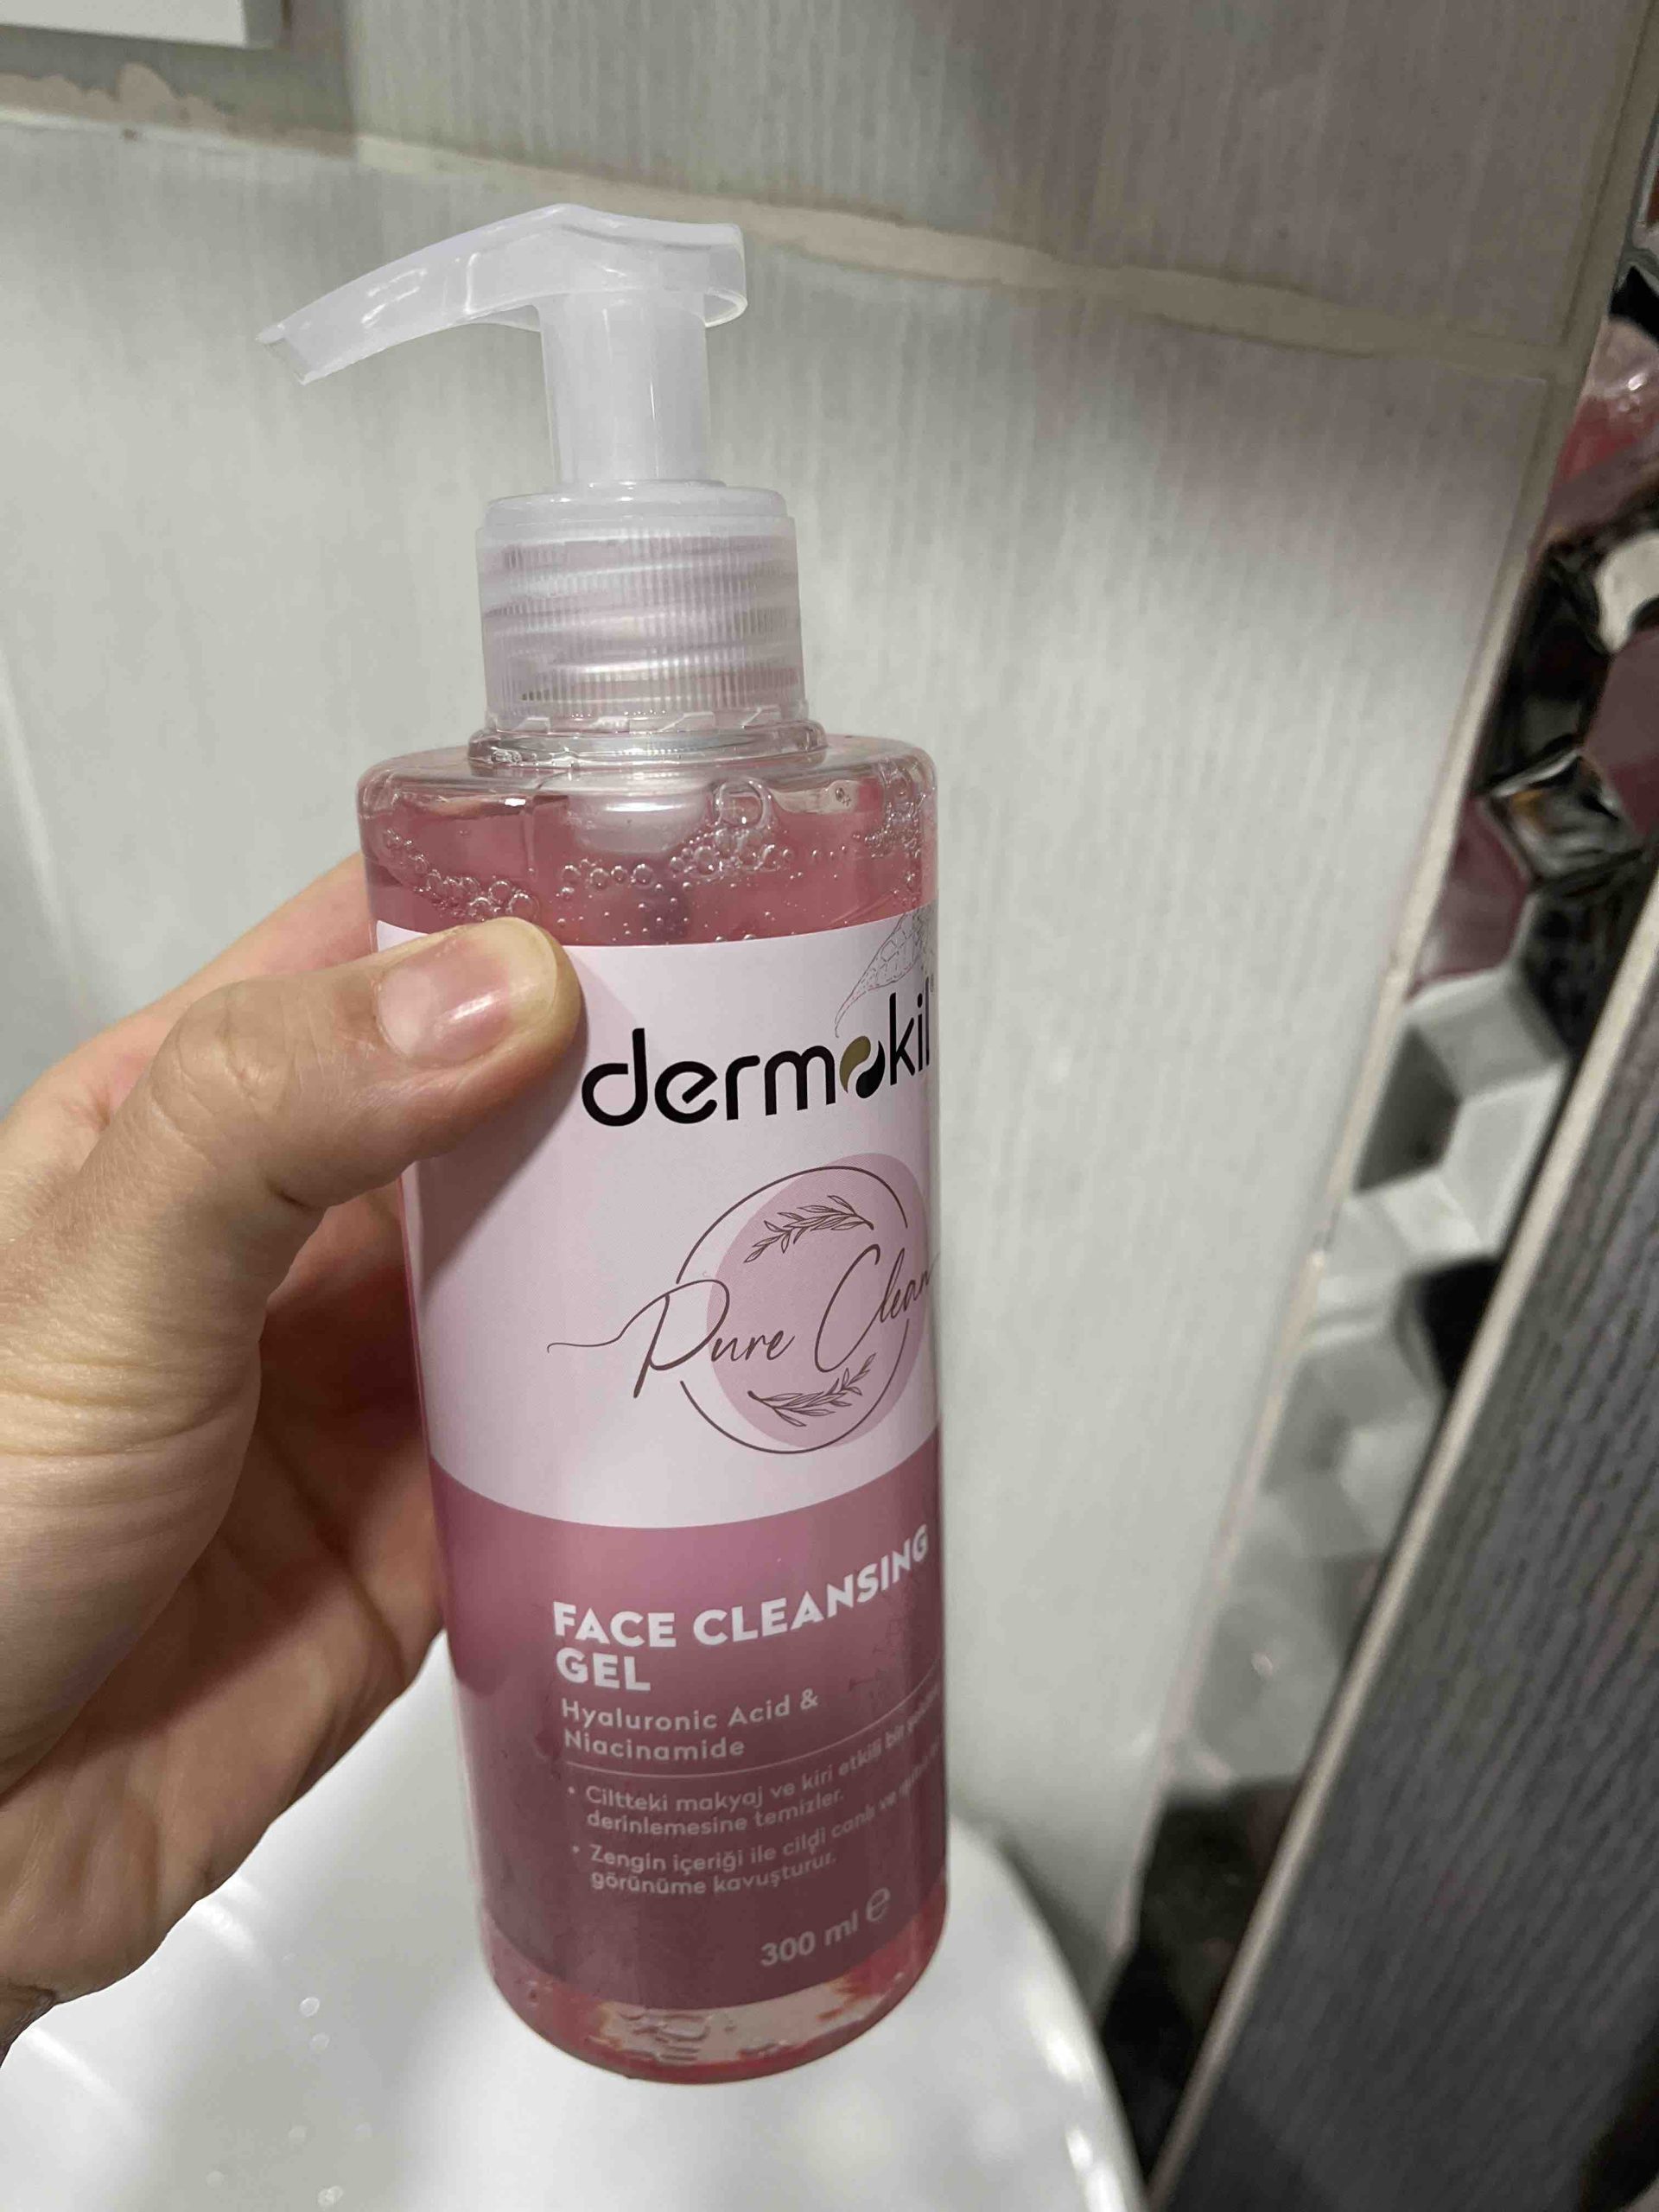 dermokil
Pure Clean
FACE CLEANSING
GEL
Hyaluronic Acid &
Niacinamide
• Ciltteki makyaj ve kiri etkili bir
derinlemesine temizler.
• Zengin içeriği ile cildi canlı ve
görünüme kavuşturur.
300 ml ℮